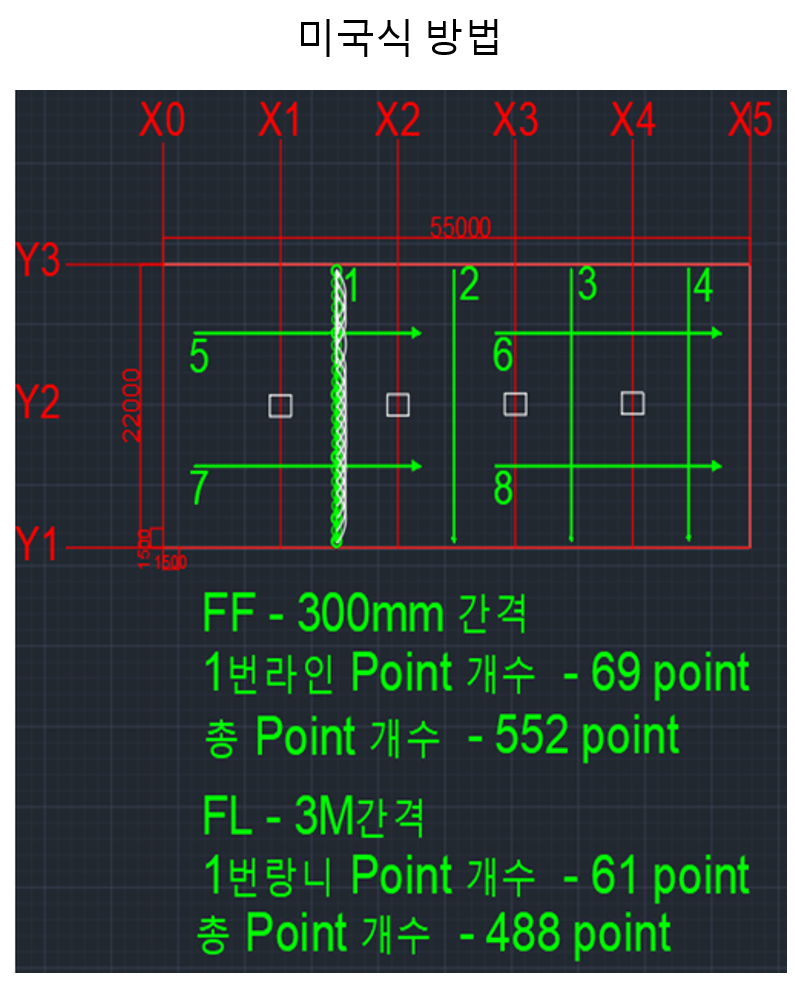 미국식 방법
X0 X1 X2 X3 X4 X5
55000
Y3
1 2 3 4
5 6
22000
Y2
7 8
Y1
1500
1500
FF - 300mm 간격
1번라인 Point 개수 - 69 point
총 Point 개수 - 552 point
FL - 3M간격
1번랑니 Point 개수 - 61 point
총 Point 개수 - 488 point